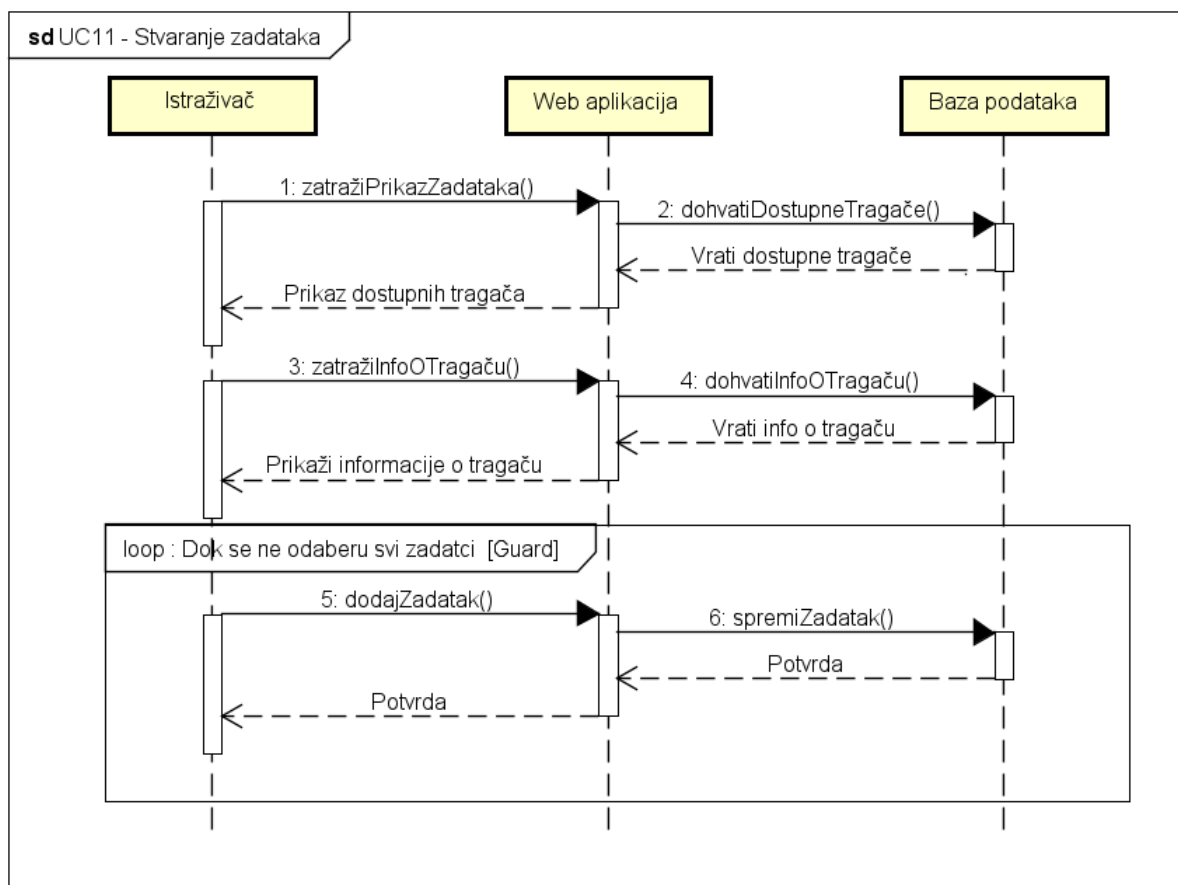 sd UC11 - Stvaranje zadataka
Istraživač
Web aplikacija
Baza podataka
1: zatražiPrikazZadataka()
2: dohvatiDostupneTragače()
Vrati dostupne tragače
Prikaz dostupnih tragača
3: zatražiInfoOTragaču()
4: dohvatiInfoOTragaču()
Vrati info o tragaču
Prikaži informacije o tragaču
loop : Dok se ne odaberu svi zadatci [Guard]
5: dodajZadatak()
6: spremiZadatak()
Potvrda
Potvrda